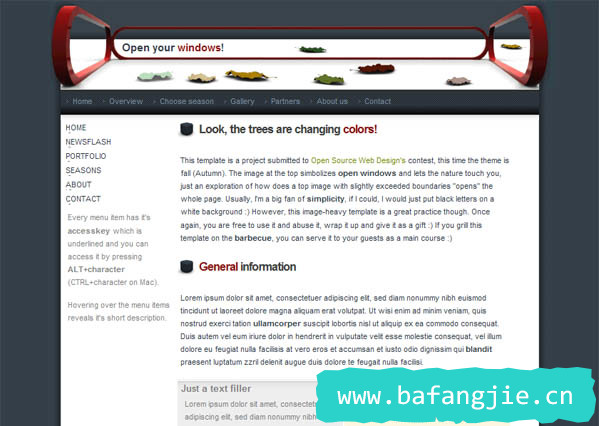 Open your windows!
Home Overview Choose season Gallery Partners About us Contact
HOME
NEWSFLASH
PORTFOLIO
SEASONS
ABOUT
CONTACT
Every menu item has it's
accesskey which is
underlined and you can
access it by pressing
ALT+character
(CTRL+character on Mac).
Hovering over the menu items
reveals it's short description.
Look, the trees are changing colors!
This template is a project submitted to Open Source Web Design's contest, this time the theme is
fall (Autumn). The image at the top simbolizes open windows and lets the nature touch you,
just an exploration of how does a top image with slightly exceeded boundaries "opens" the
whole page. Usually, I'm a big fan of simplicity, if I could, I would just put black letters on a
white background :) However, this image-heavy template is a great practice though. Once
again, you are free to use it and abuse it, wrap it up and give it as a gift :) If you grill this
template on the barbecue, you can serve it to your guests as a main course :)
General information
Lorem ipsum dolor sit amet, consectetuer adipiscing elit, sed diam nonummy nibh euismod
tincidunt ut laoreet dolore magna aliquam erat volutpat. Ut wisi enim ad minim veniam, quis
nostrud exerci tation ullamcorper suscipit lobortis nisl ut aliquip ex ea commodo consequat.
Duis autem vel eum iriure dolor in hendrerit in vulputate velit esse molestie consequat, vel illum
dolore eu feugiat nulla facilisis at vero eros et accumsan et iusto odio dignissim qui blandit
praesent luptatum zzril delenit augue duis dolore te feugait nulla facilisi.
Just a text filler
Lorem ipsum dolor sit amet, consectetuer
adipiscing elit, sed diam nonummy nibh
www.bafangjie.cn